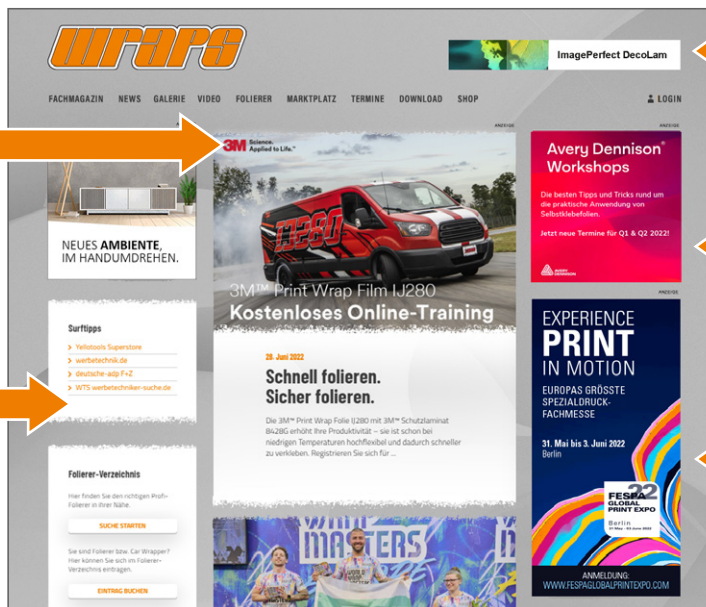 wraps
ImagePerfect DecoLam
FACHMAGAZIN NEWS GALERIE VIDEO FOLIERER MARKTPLATZ TERMINE DOWNLOAD SHOP
LOGIN
ANZEIGE
NEUES AMBIENTE,
IM HANDUMDREHEN.
Surftipps
Yellotools Superstore
werbetechnik.de
deutsche-adp F+Z
WTS werbetechniker-suche.de
Folierer-Verzeichnis
Hier finden Sie den richtigen Profi-
Folierer in Ihrer Nähe.
SUCHE STARTEN
Sie sind Folierer bzw. Car Wrapper?
Hier können Sie sich im Folierer-
Verzeichnis eintragen.
EINTRAG BUCHEN
3M Science.
Applied to Life.™
IJ280
3M™ Print Wrap Film IJ280
Kostenloses Online-Training
29. Juni 2022
Schnell folieren.
Sicher folieren.
Die 3M™ Print Wrap Folie IJ280 mit 3M™ Schutzlaminat
8428G erhöht Ihre Produktivität – sie ist schon bei
niedrigen Temperaturen hochflexibel und dadurch schneller
zu verkleben. Registrieren Sie sich für ...
MASTERS
ANZEIGE
Avery Dennison®
Workshops
Die besten Tipps und Tricks rund um
die praktische Anwendung von
Selbstklebefolien.
Jetzt neue Termine für Q1 & Q2 2022!
AVERY
DENNISON
ANZEIGE
EXPERIENCE
PRINT
IN MOTION
EUROPAS GRÖSSTE
SPEZIALDRUCK-
FACHMESSE
31. Mai bis 3. Juni 2022
Berlin
FESPA 22
GLOBAL
PRINT EXPO
Berlin
31 May - 03 June 2022
ANMELDUNG:
WWW.FESPAGLOBALPRINTEXPO.COM